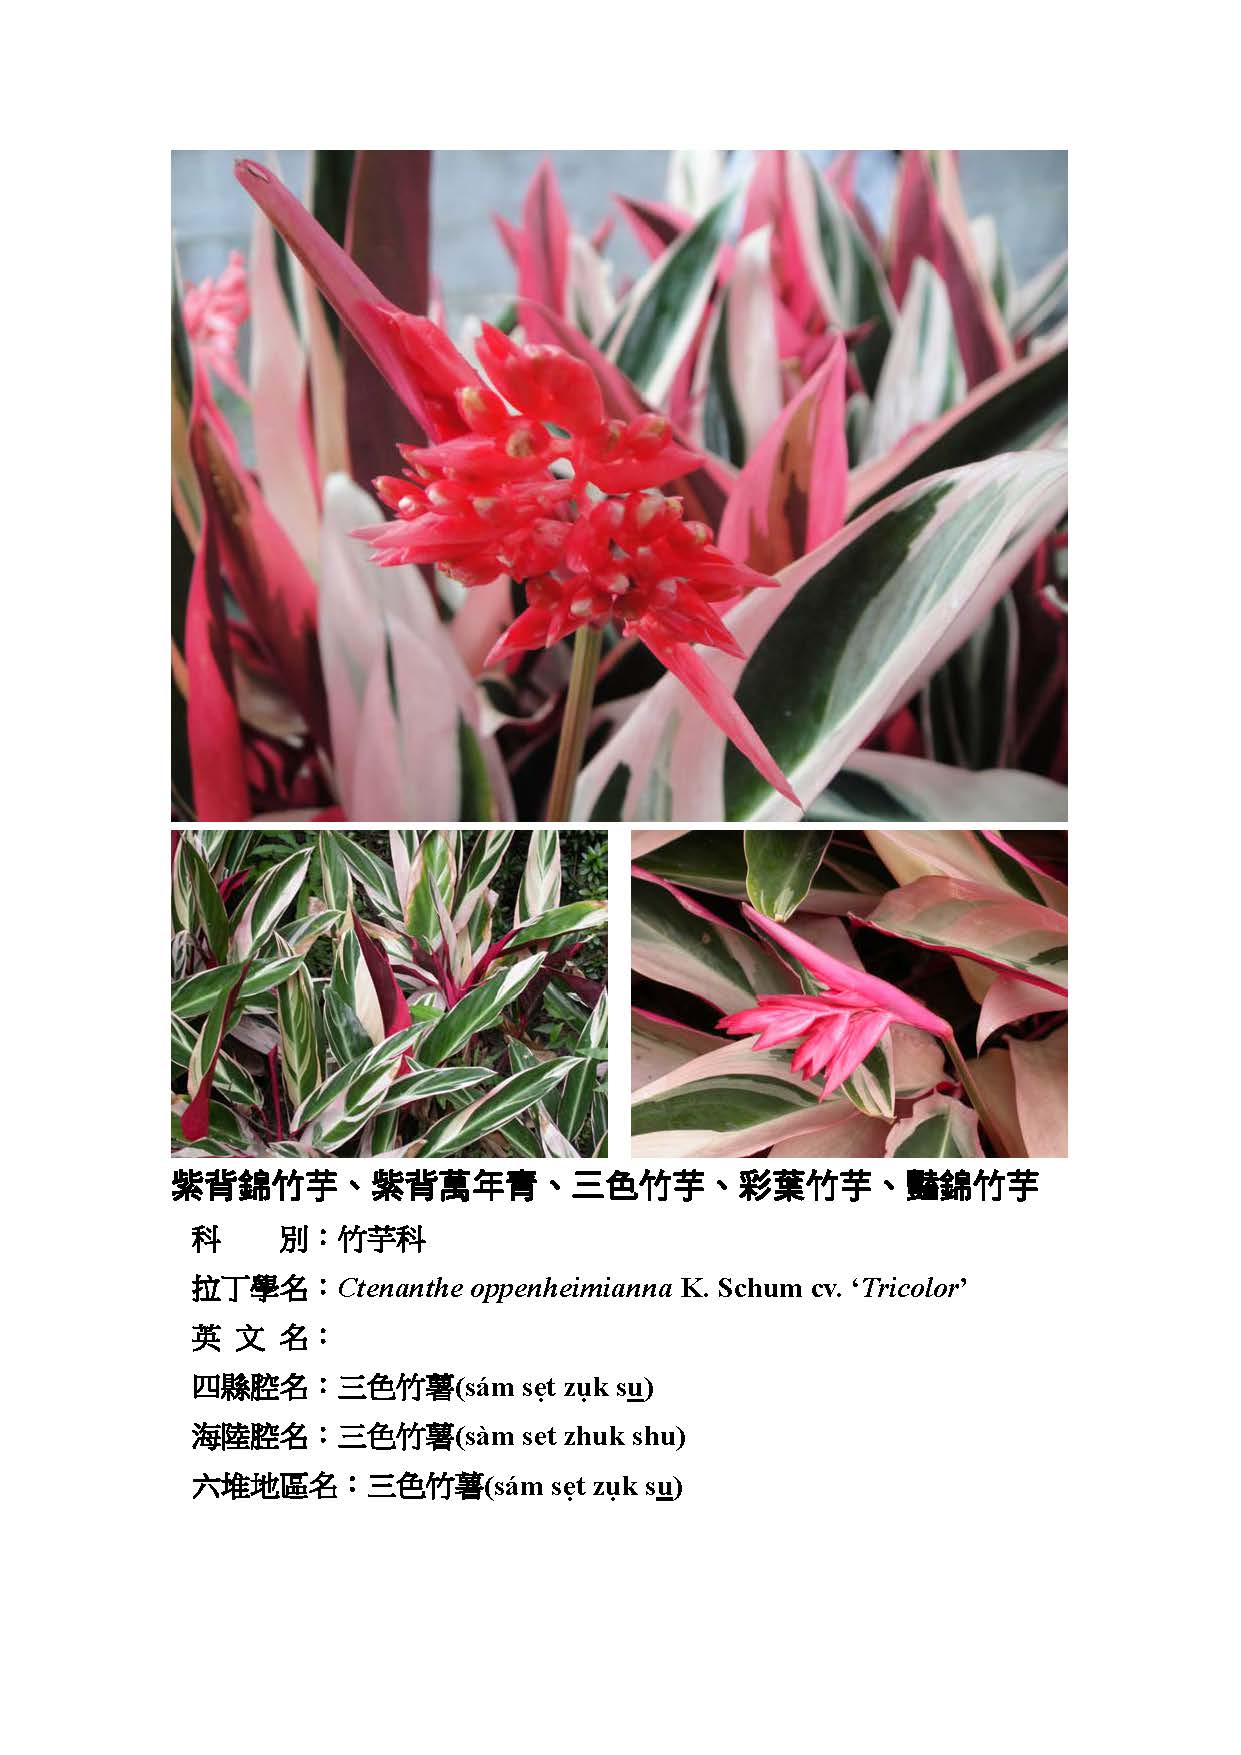 紫背錦竹芋、紫背萬年青、三色竹芋、彩葉竹芋、豔錦竹芋
科　　別：竹芋科
拉丁學名：Ctenanthe oppenheimianna K. Schum cv. ‘Tricolor’
英 文 名：
四縣腔名：三色竹薯(sám sẹt zụk su̲)
海陸腔名：三色竹薯(sàm set zhuk shu)
六堆地區名：三色竹薯(sám sẹt zụk su̲)